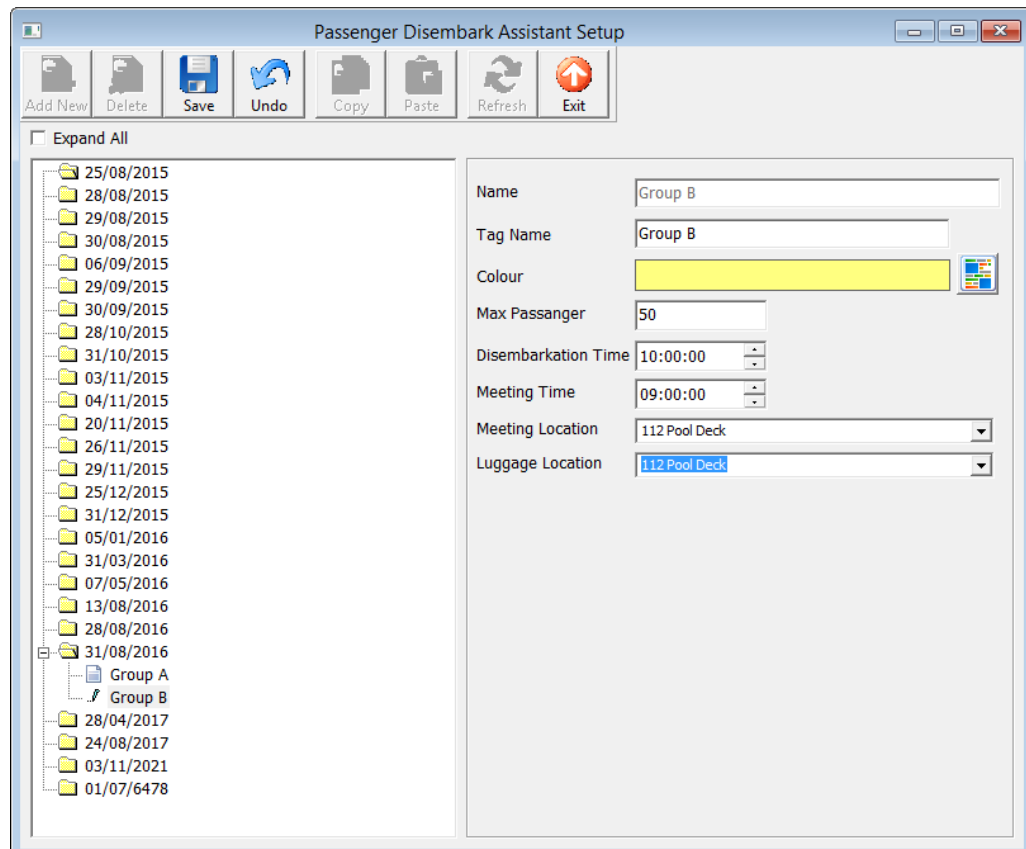 Passenger Disembark Assistant Setup
Add New Delete Save Undo Copy Paste Refresh Exit
Expand All
25/08/2015
28/08/2015
29/08/2015
30/08/2015
06/09/2015
29/09/2015
30/09/2015
28/10/2015
31/10/2015
03/11/2015
04/11/2015
20/11/2015
26/11/2015
29/11/2015
25/12/2015
31/12/2015
05/01/2016
31/03/2016
07/05/2016
13/08/2016
28/08/2016
31/08/2016
Group A
Group B
28/04/2017
24/08/2017
03/11/2021
01/07/6478
Name Group B
Tag Name Group B
Colour
Max Passanger 50
Disembarkation Time 10:00:00
Meeting Time 09:00:00
Meeting Location 112 Pool Deck
Luggage Location 112 Pool Deck